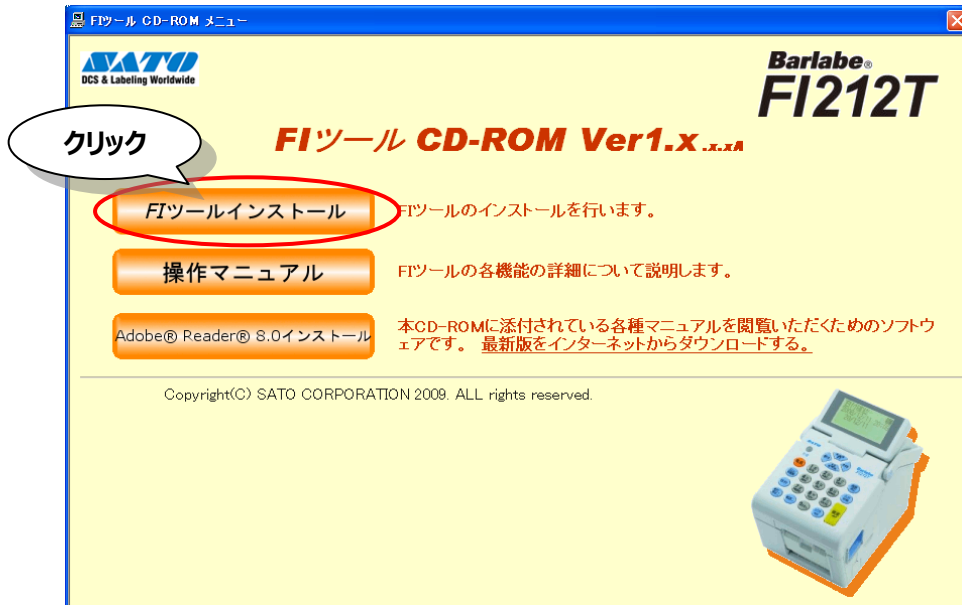 FIツール CD-ROM メニュー
SATO
DCS & Labeling Worldwide
Barlabe®
FI212T
クリック
FIツール CD-ROM Ver1.x.x.xA
FIツールインストール
FIツールのインストールを行います。
操作マニュアル
FIツールの各機能の詳細について説明します。
Adobe® Reader® 8.0インストール
本CD-ROMに添付されている各種マニュアルを閲覧いただくためのソフトウ
ェアです。 最新版をインターネットからダウンロードする。
Copyright(C) SATO CORPORATION 2009. ALL rights reserved.